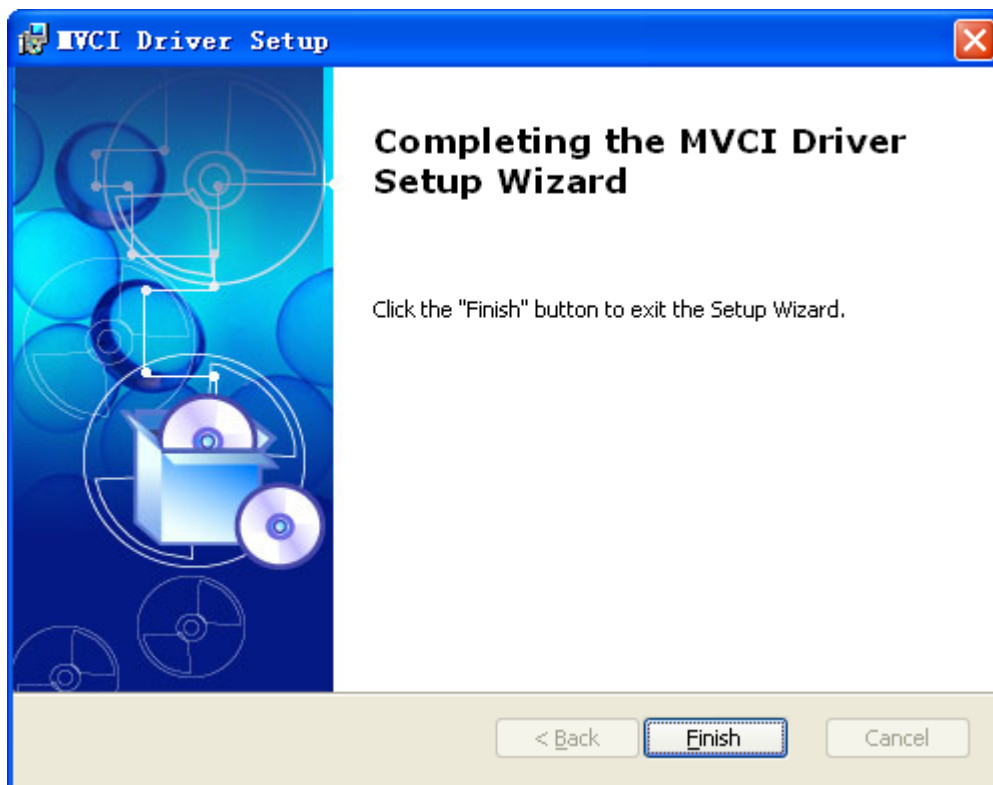 MVCI Driver Setup
Completing the MVCI Driver
Setup Wizard
Click the "Finish" button to exit the Setup Wizard.
< Back
Finish
Cancel